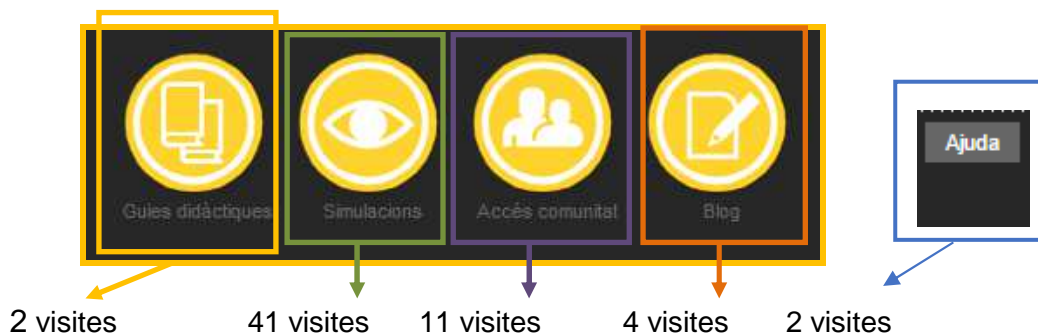 Ajuda
Guies didàctiques Simulacions Accés comunitat Blog
2 visites 41 visites 11 visites 4 visites 2 visites